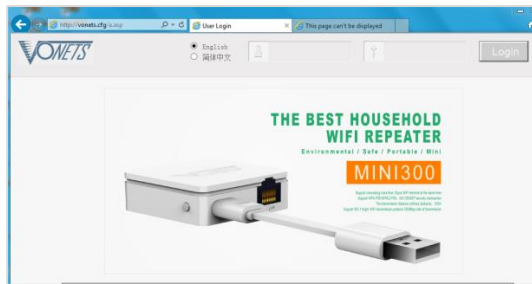 http://vonets.cfg/a.asp
User Login
This page can't be displayed
VONETS
English
简体中文
Login
THE BEST HOUSEHOLD
WIFI REPEATER
Environmental / Safe / Portable / Mini
MINI300